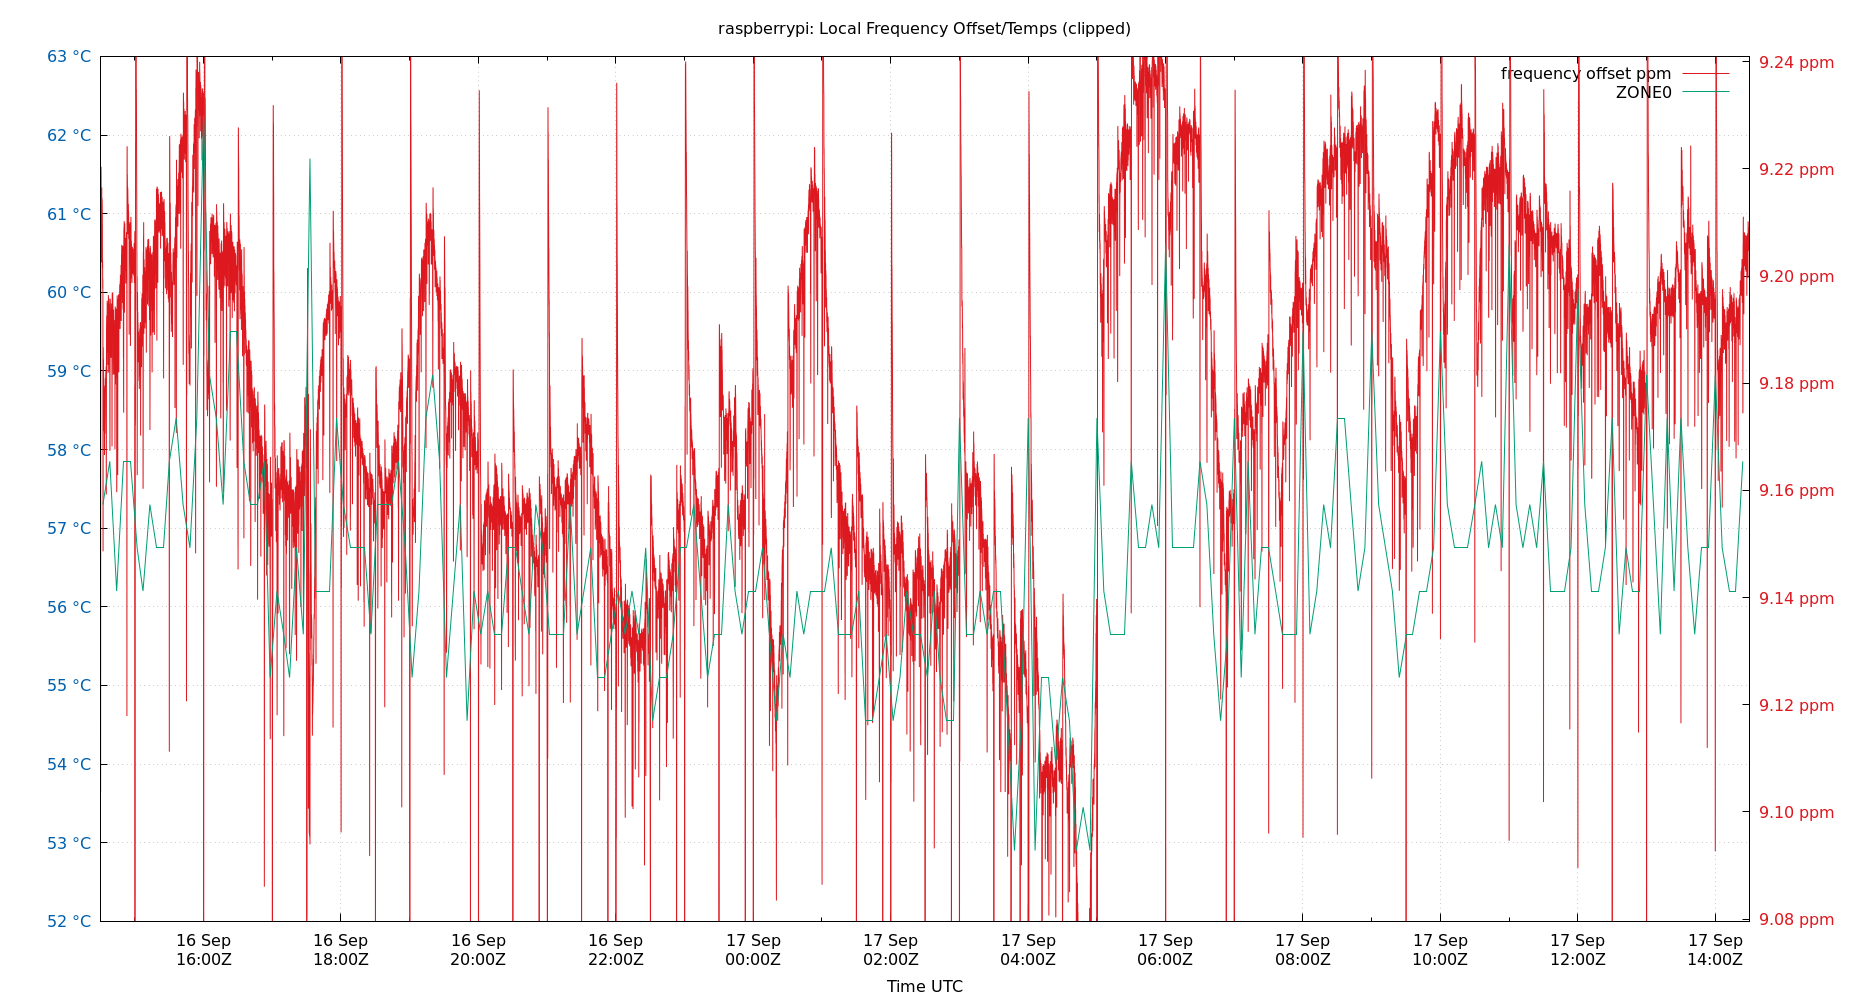 raspberrypi: Local Frequency Offset/Temps (clipped)
63 °C
62 °C
61 °C
60 °C
59 °C
58 °C
57 °C
56 °C
55 °C
54 °C
53 °C
52 °C
9.24 ppm
9.22 ppm
9.20 ppm
9.18 ppm
9.16 ppm
9.14 ppm
9.12 ppm
9.10 ppm
9.08 ppm
frequency offset ppm
ZONE0
16 Sep
16:00Z
16 Sep
18:00Z
16 Sep
20:00Z
16 Sep
22:00Z
17 Sep
00:00Z
17 Sep
02:00Z
17 Sep
04:00Z
17 Sep
06:00Z
17 Sep
08:00Z
17 Sep
10:00Z
17 Sep
12:00Z
17 Sep
14:00Z
Time UTC